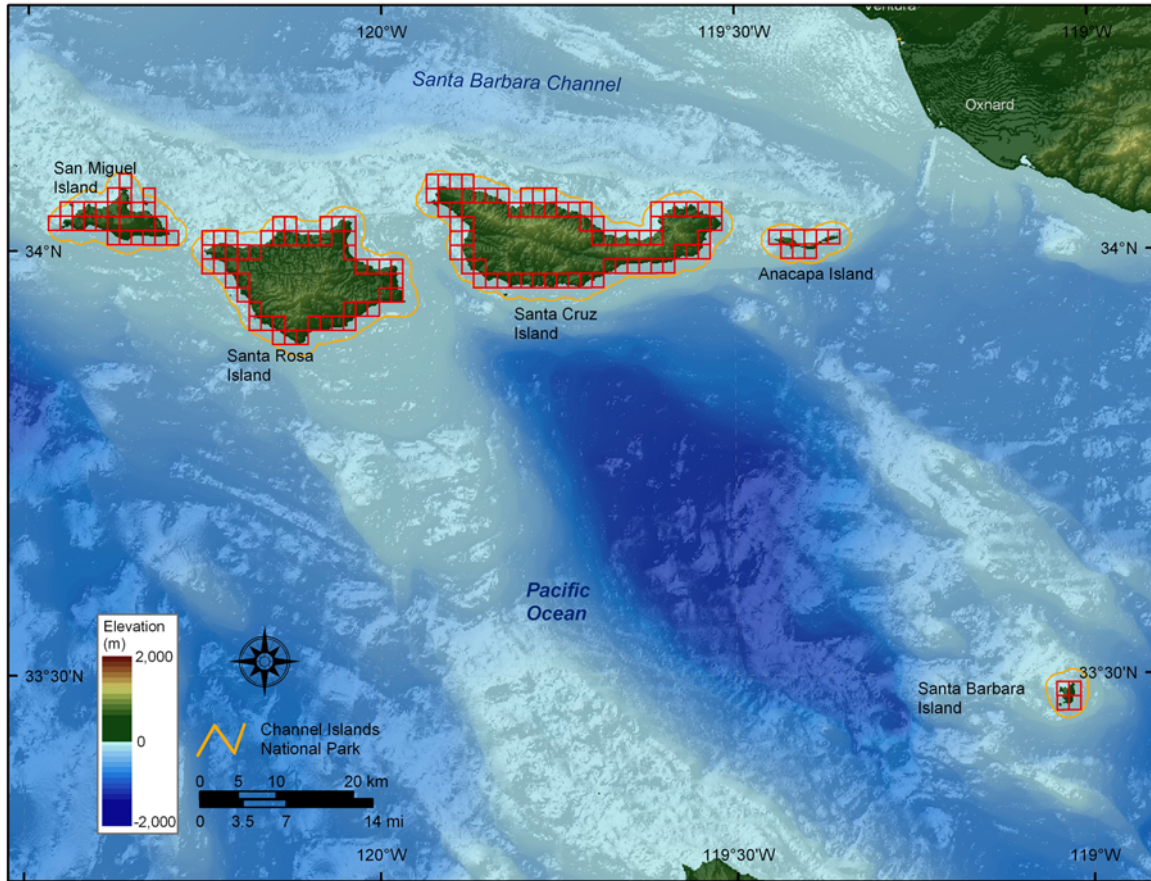 120°W
119°30'W
119°W
Ventura
Santa Barbara Channel
Oxnard
San Miguel
Island
34°N
34°N
Anacapa Island
Santa Cruz
Island
Santa Rosa
Island
Pacific
Ocean
33°30'N
33°30'N
Santa Barbara
Island
Elevation
(m)
2,000
0
-2,000
Channel Islands
National Park
0 5 10 20 km
0 3.5 7 14 mi
120°W
119°30'W
119°W